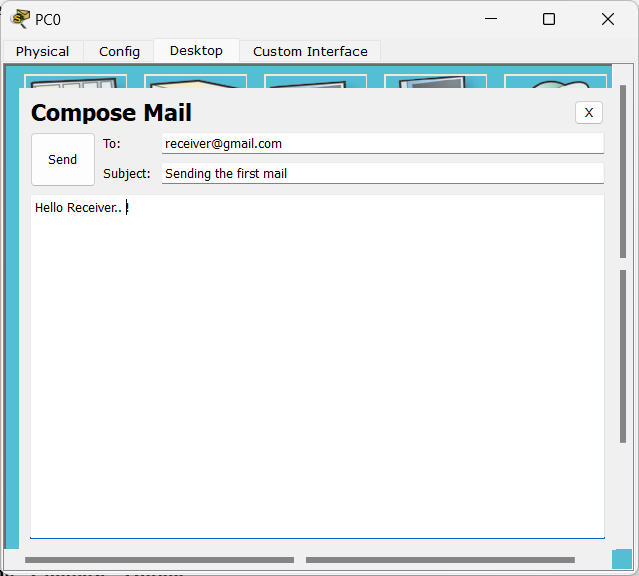 PC0
Physical Config Desktop Custom Interface
Compose Mail
X
Send
To: receiver@gmail.com
Subject: Sending the first mail
Hello Receiver.. !